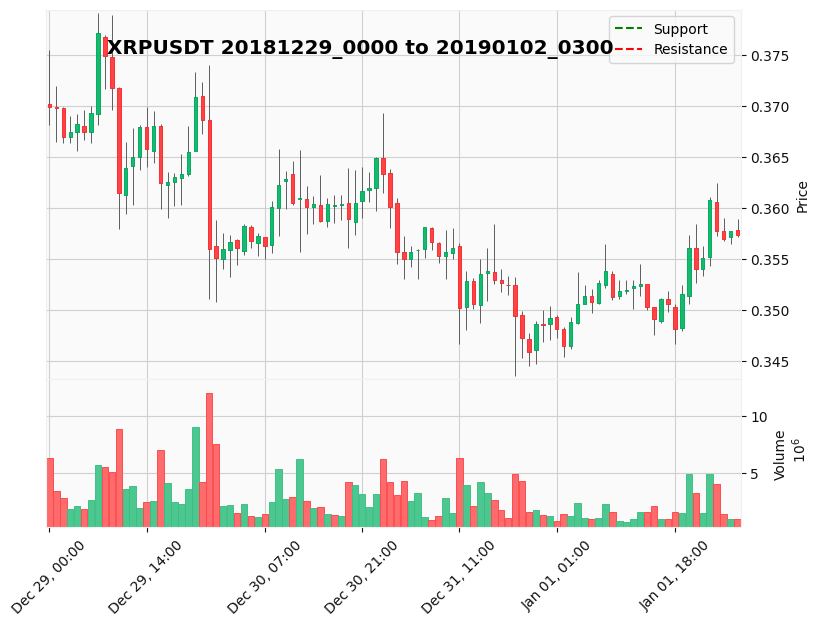 XRPUSDT 20181229_0000 to 20190102_0300
Support
Resistance
0.375
0.370
0.365
0.360
0.355
0.350
0.345
Price
10
5
Volume
10^6
Dec 29, 00:00
Dec 29, 14:00
Dec 30, 07:00
Dec 30, 21:00
Dec 31, 11:00
Jan 01, 01:00
Jan 01, 18:00